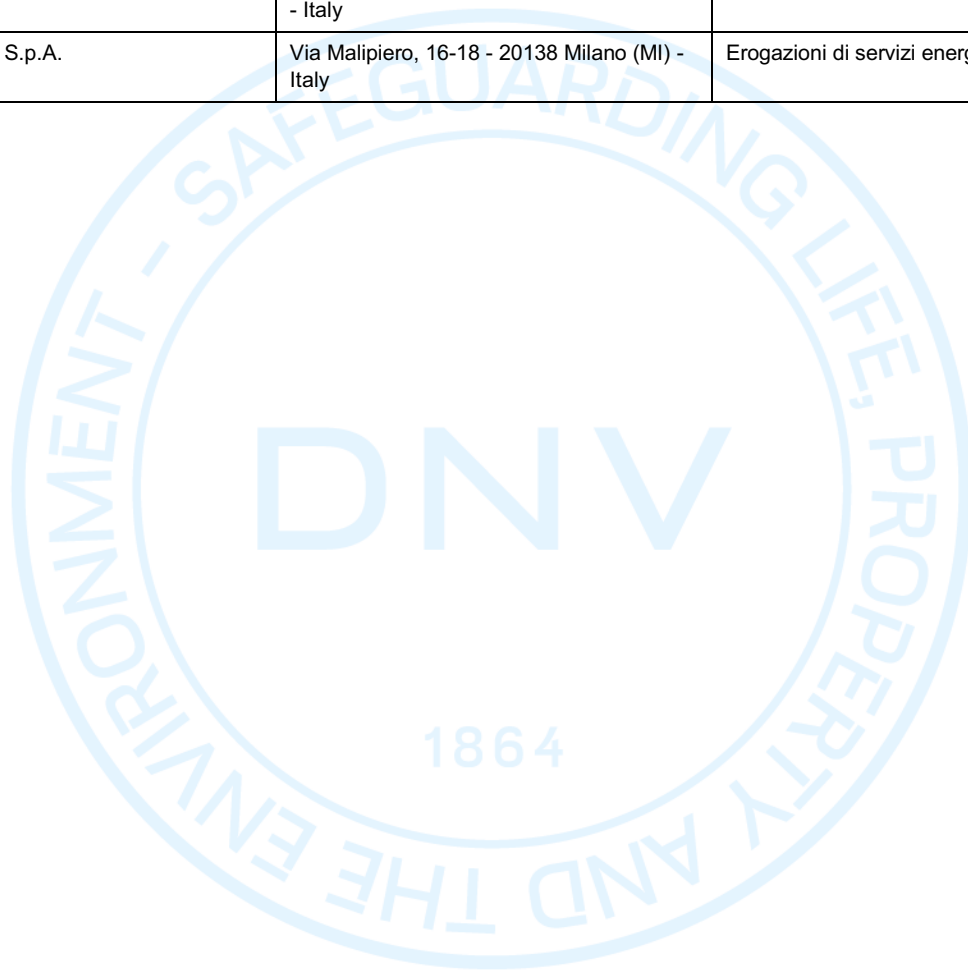 - Italy
S.p.A. Via Malipiero, 16-18 - 20138 Milano (MI) - Erogazioni di servizi
Italy
SAFEGUARDING LIFE, PROPERTY AND THE ENVIRONMENT -
DNV
1864